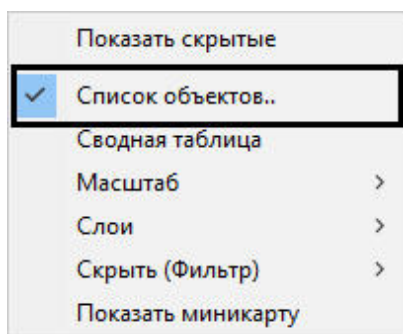 Показать скрытые
Список объектов..
Сводная таблица
Масштаб
Слои
Скрыть (Фильтр)
Показать миникарту